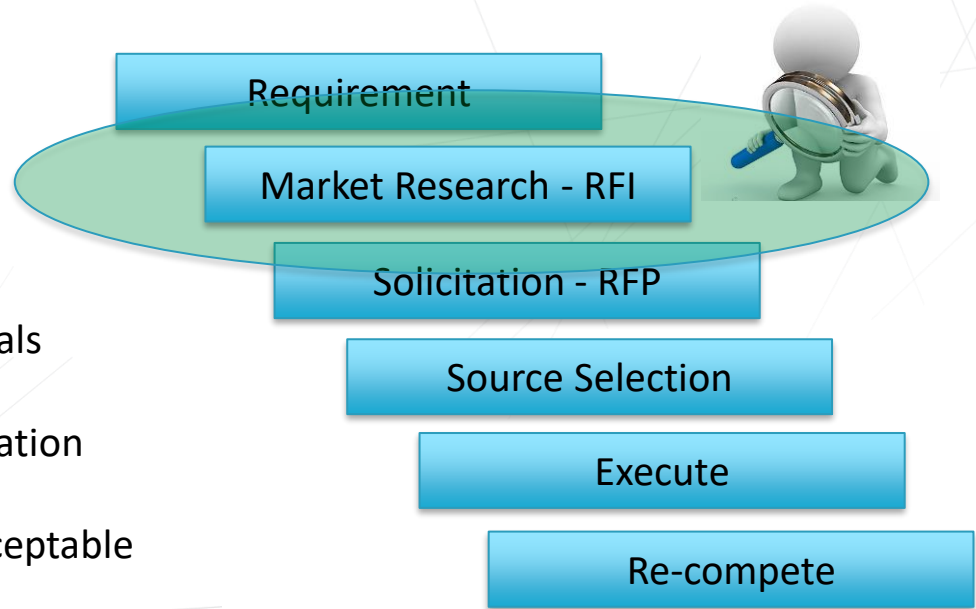 Requirement
Market Research - RFI
Solicitation - RFP
als
Source Selection
ation
Execute
ceptable
Re-compete